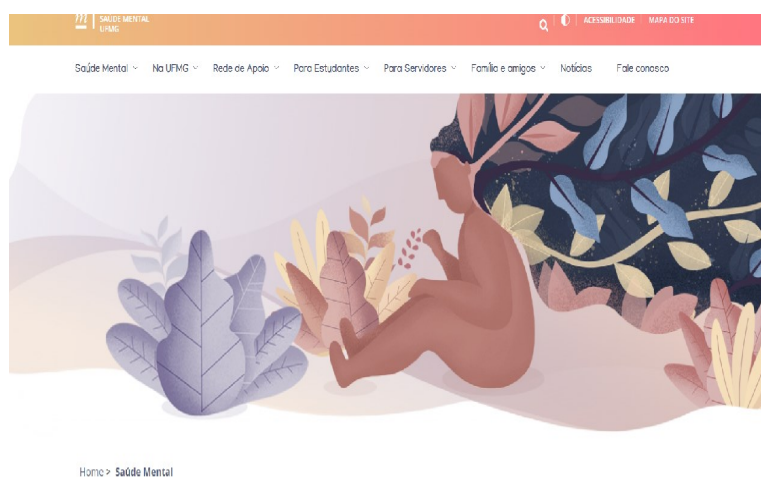 SAÚDE MENTAL
UFMG
ACESSIBILIDADE MAPA DO SITE
Saúde Mental Na UFMG Rede de Apoio Para Estudantes Para Servidores Família e amigos Notícias Fale conosco
Home > Saúde Mental